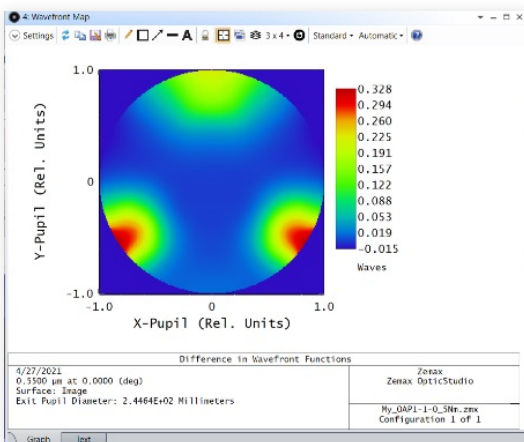 4: Wavefront Map
Settings 3 x 4 Standard Automatic
1.0
0
-1.0
Y-Pupil (Rel. Units)
-1.0 0 1.0
X-Pupil (Rel. Units)
0.328
0.294
0.260
0.225
0.191
0.157
0.122
0.088
0.053
0.019
-0.015
Waves
Difference in Wavefront Functions
4/27/2021
0.5500 µm at 0.0000 (deg)
Surface: Image
Exit Pupil Diameter: 2.4464E+02 Millimeters
Zemax
Zemax OpticStudio
My_OAP1-1-0_5Nm.zmx
Configuration 1 of 1
Graph Text